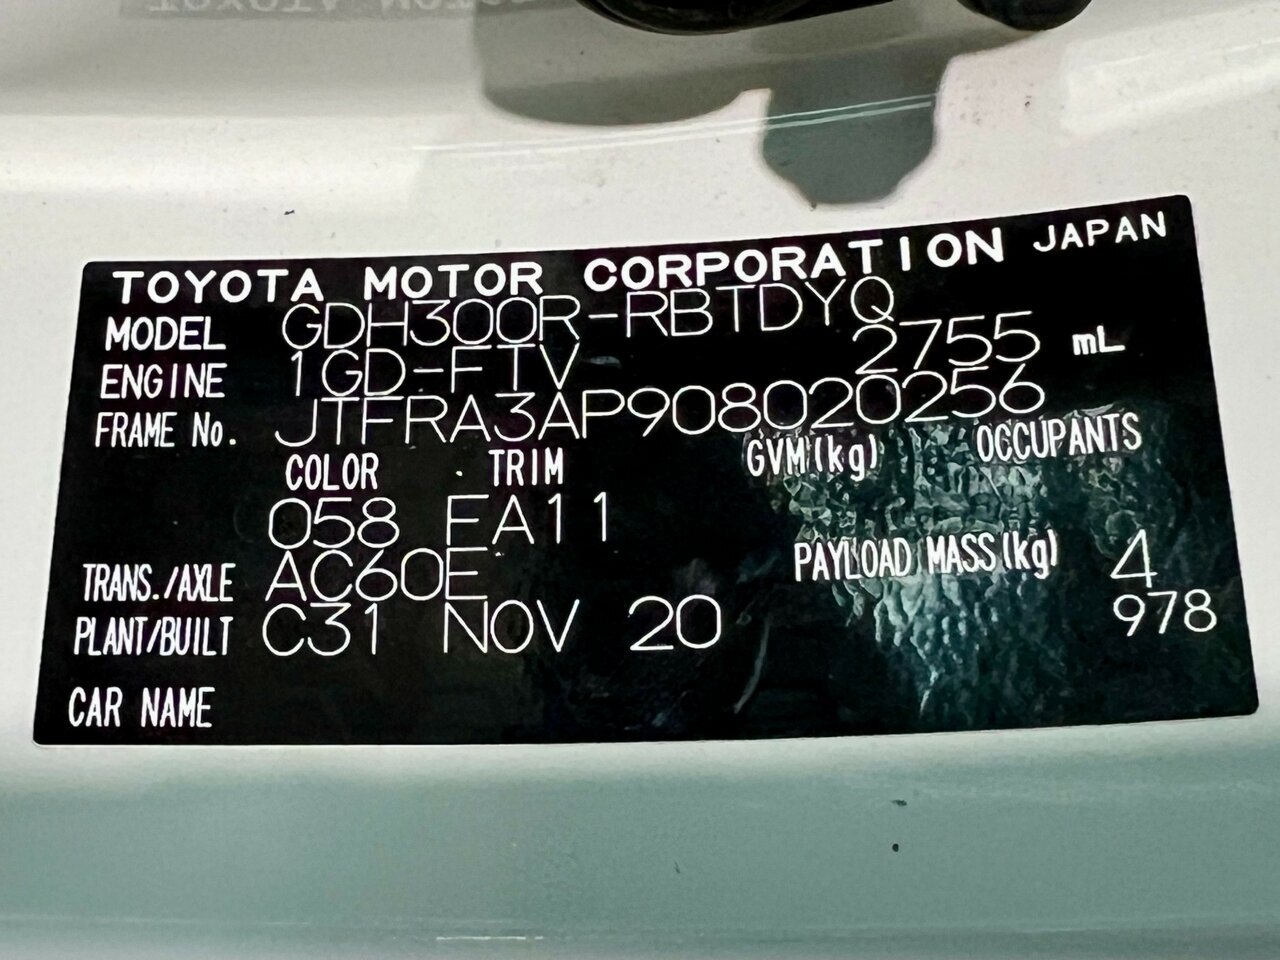 TOYOTA MOTOR CORPORATION JAPAN
MODEL GDH300R-RBTDYQ
ENGINE 1GD-FTV 2755 mL
FRAME No. JTFRA3AP908020256
COLOR TRIM GVM(kg) OCCUPANTS
058 FA11
TRANS./AXLE AC60E PAYLOAD MASS(kg) 4
PLANT/BUILT C31 NOV 20 978
CAR NAME